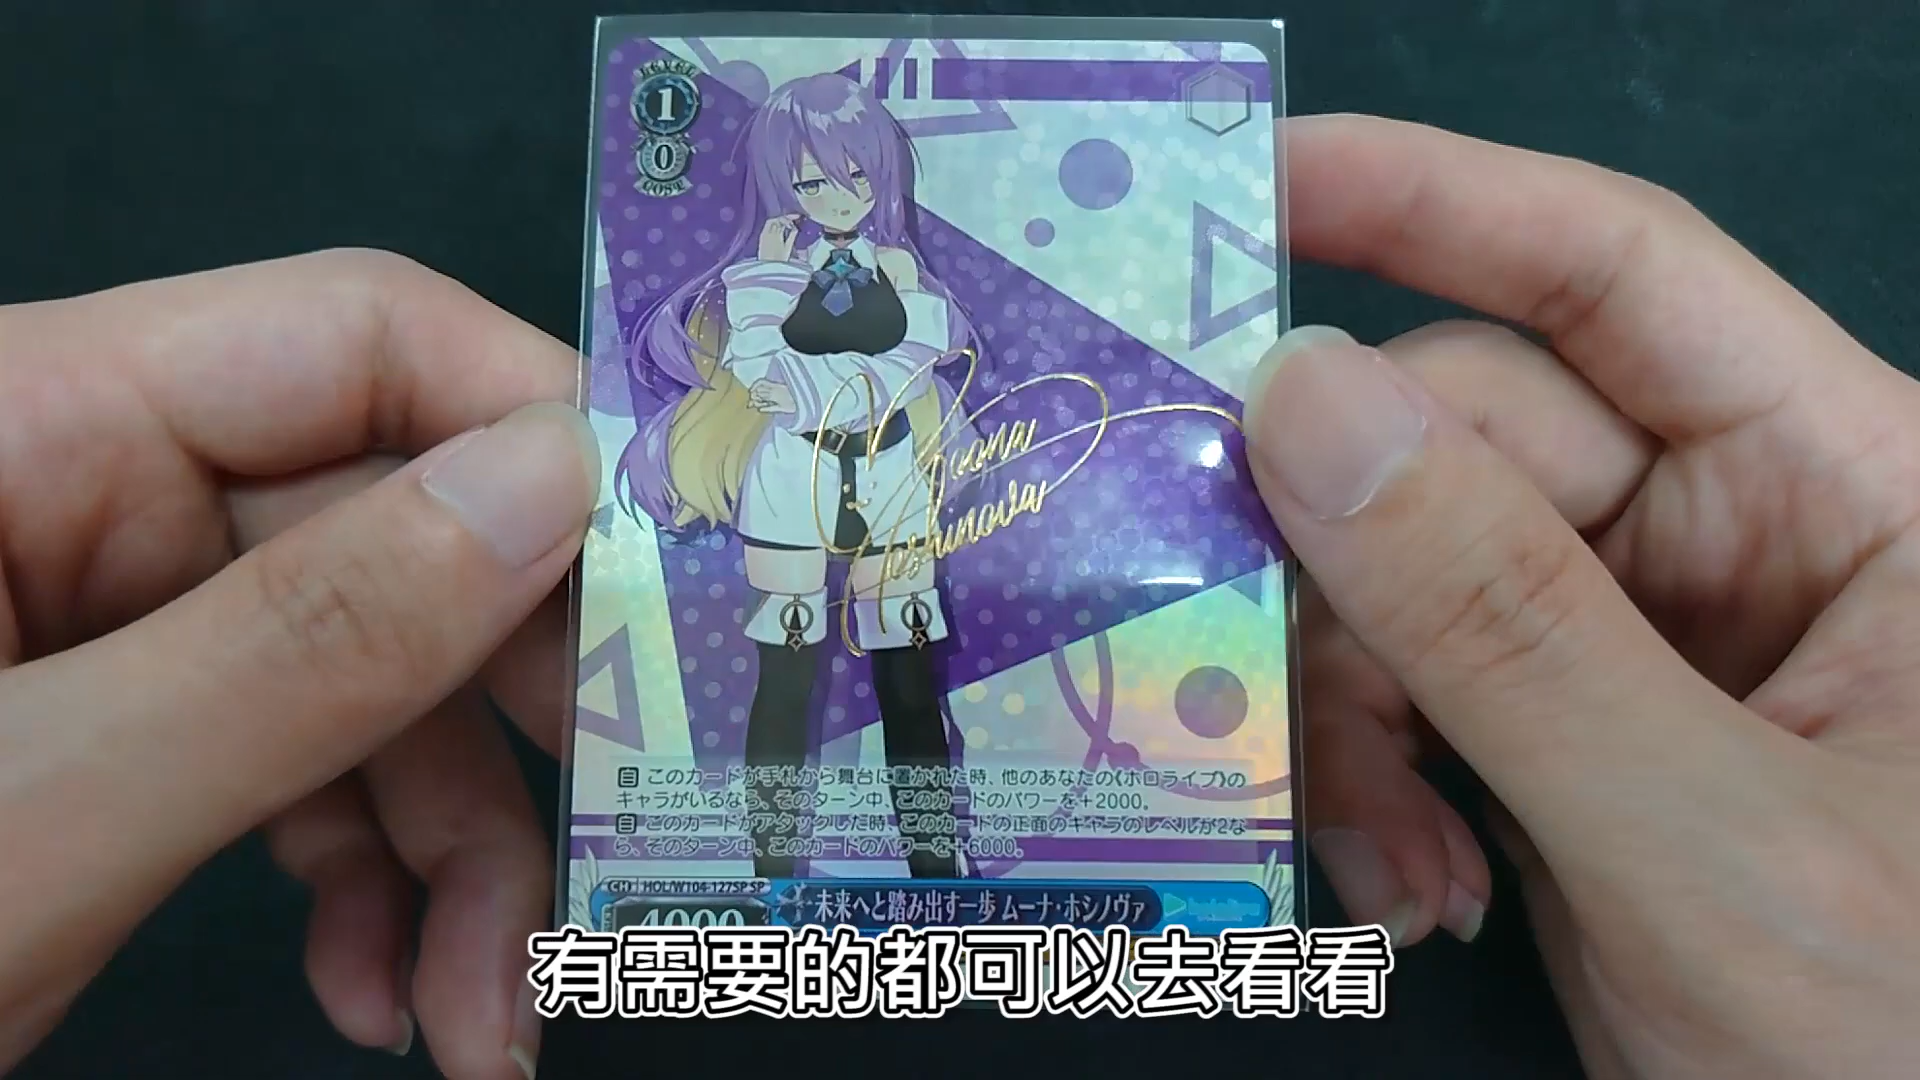 LEVEL
1
0
COST
Moona
Hoshinova
自 このカードが手札から舞台に置かれた時、他のあなたの《ホロライブ》の
キャラがいるなら、そのターン中、このカードのパワーを+2000。
自 このカードがアタックした時、このカードの正面のキャラのレベルが2な
ら、そのターン中、このカードのパワーを+6000。
CH HOL/W104-127SP SP
4000 未来へと踏み出す一歩 ムーナ・ホシノヴァ
有需要的都可以去看看